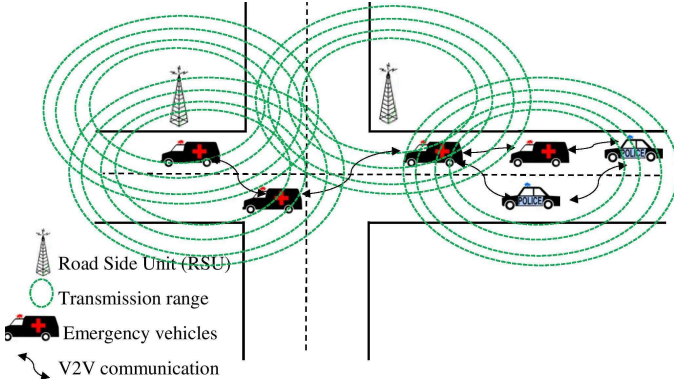 POLICE
POLICE
Road Side Unit (RSU)
Transmission range
Emergency vehicles
V2V communication